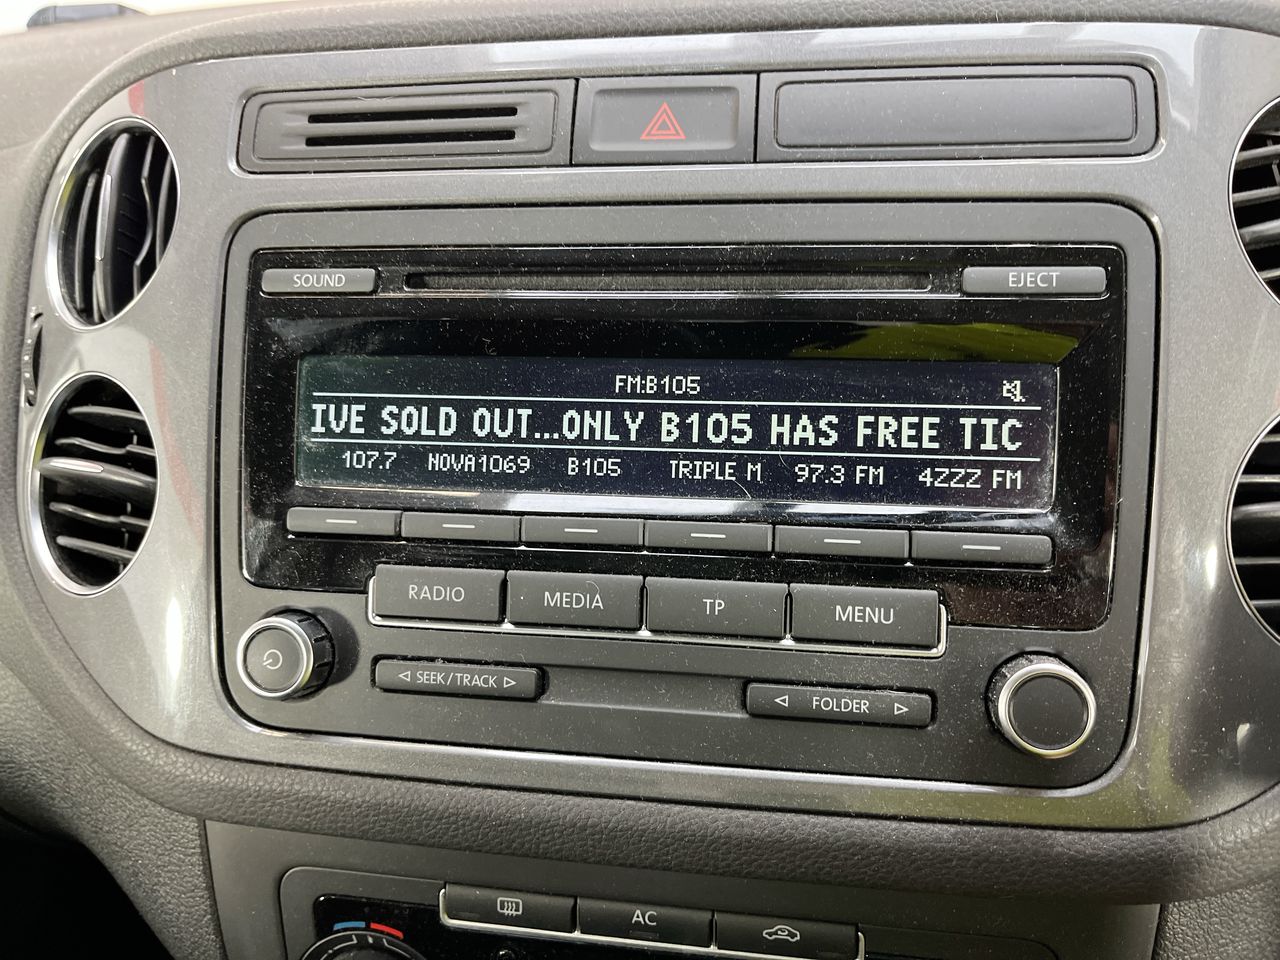 SOUND
EJECT
FM:B105
IVE SOLD OUT...ONLY B105 HAS FREE TIC
107.7 NOVA1069 B105 TRIPLE M 97.3 FM 4ZZZ FM
RADIO MEDIA TP MENU
SEEK/TRACK
FOLDER
AC